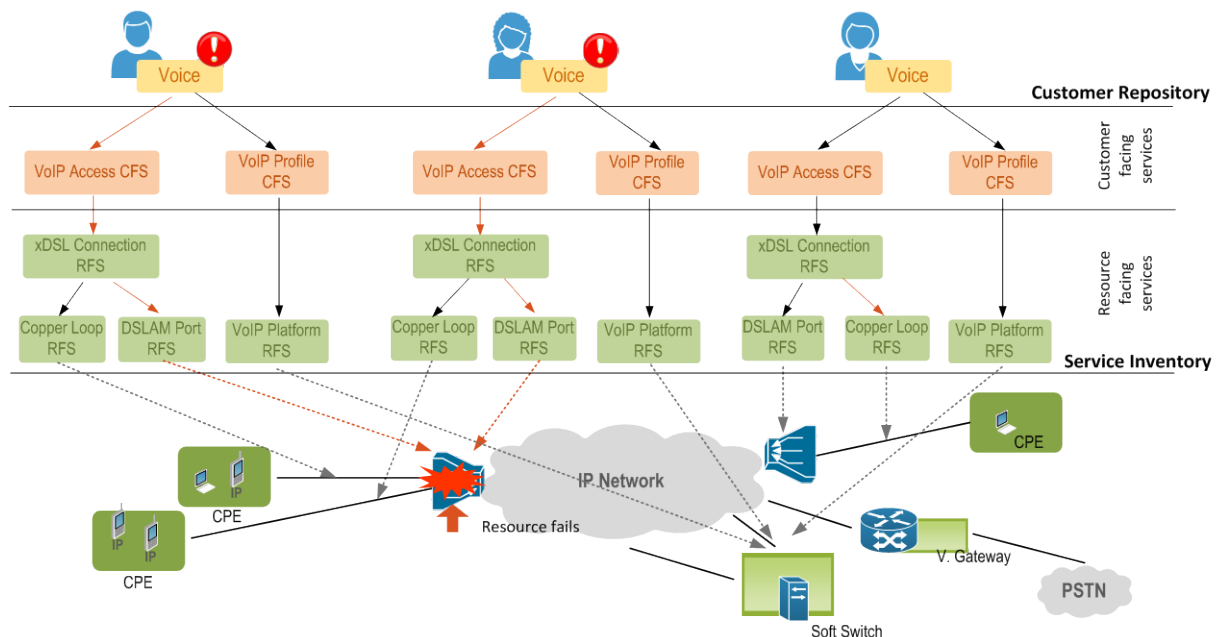 Voice
Voice
Voice
Customer Repository
VoIP Access CFS
VoIP Profile
CFS
VoIP Access CFS
VoIP Profile
CFS
VoIP Access CFS
VoIP Profile
CFS
Customer
facing
services
xDSL Connection
RFS
xDSL Connection
RFS
xDSL Connection
RFS
Resource
facing
services
Copper Loop
RFS
DSLAM Port
RFS
VoIP Platform
RFS
Copper Loop
RFS
DSLAM Port
RFS
VoIP Platform
RFS
DSLAM Port
RFS
Copper Loop
RFS
VoIP Platform
RFS
Service Inventory
CPE
IP Network
IP
CPE
Resource fails
IP
IP
CPE
V. Gateway
PSTN
Soft Switch